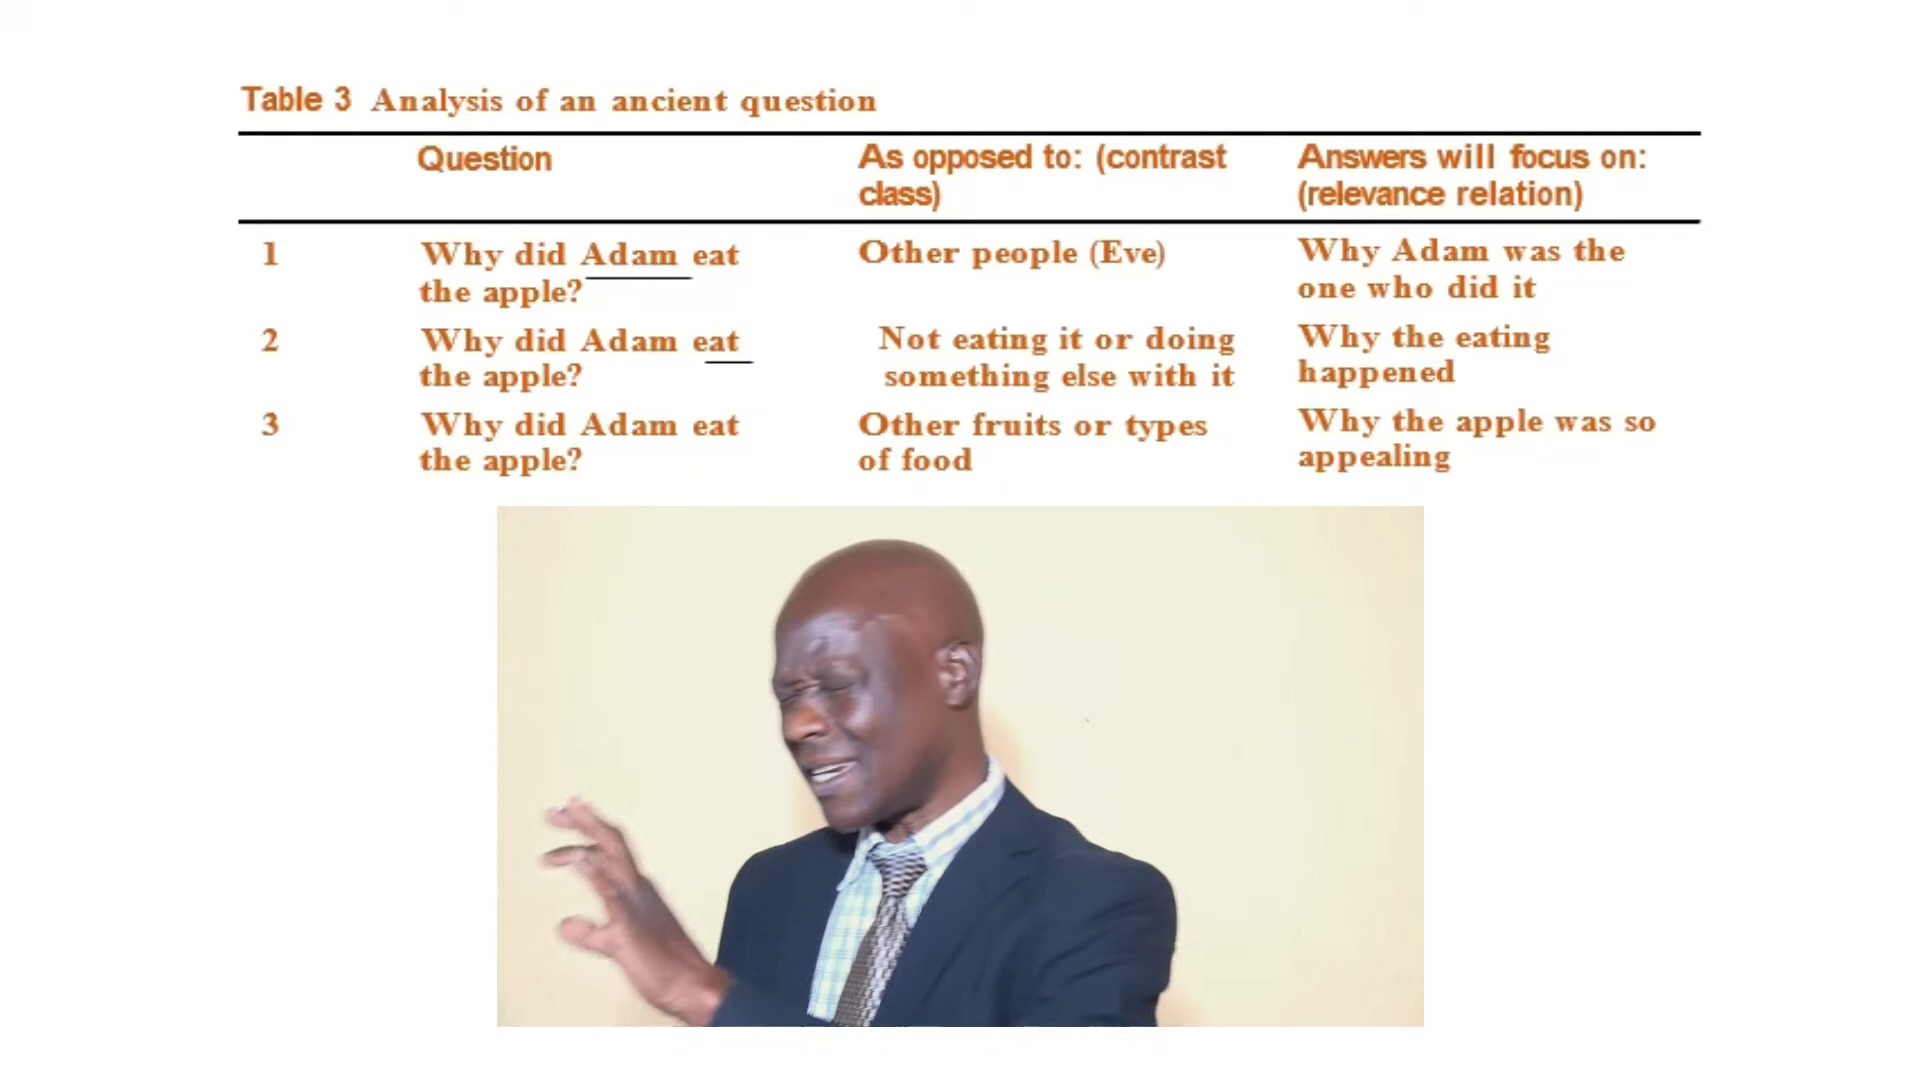 Table 3 Analysis of an ancient question
Question
As opposed to: (contrast
class)
Answers will focus on:
(relevance relation)
1
Why did Adam eat
the apple?
Other people (Eve)
Why Adam was the
one who did it
2
Why did Adam eat
the apple?
Not eating it or doing
something else with it
Why the eating
happened
3
Why did Adam eat
the apple?
Other fruits or types
of food
Why the apple was so
appealing